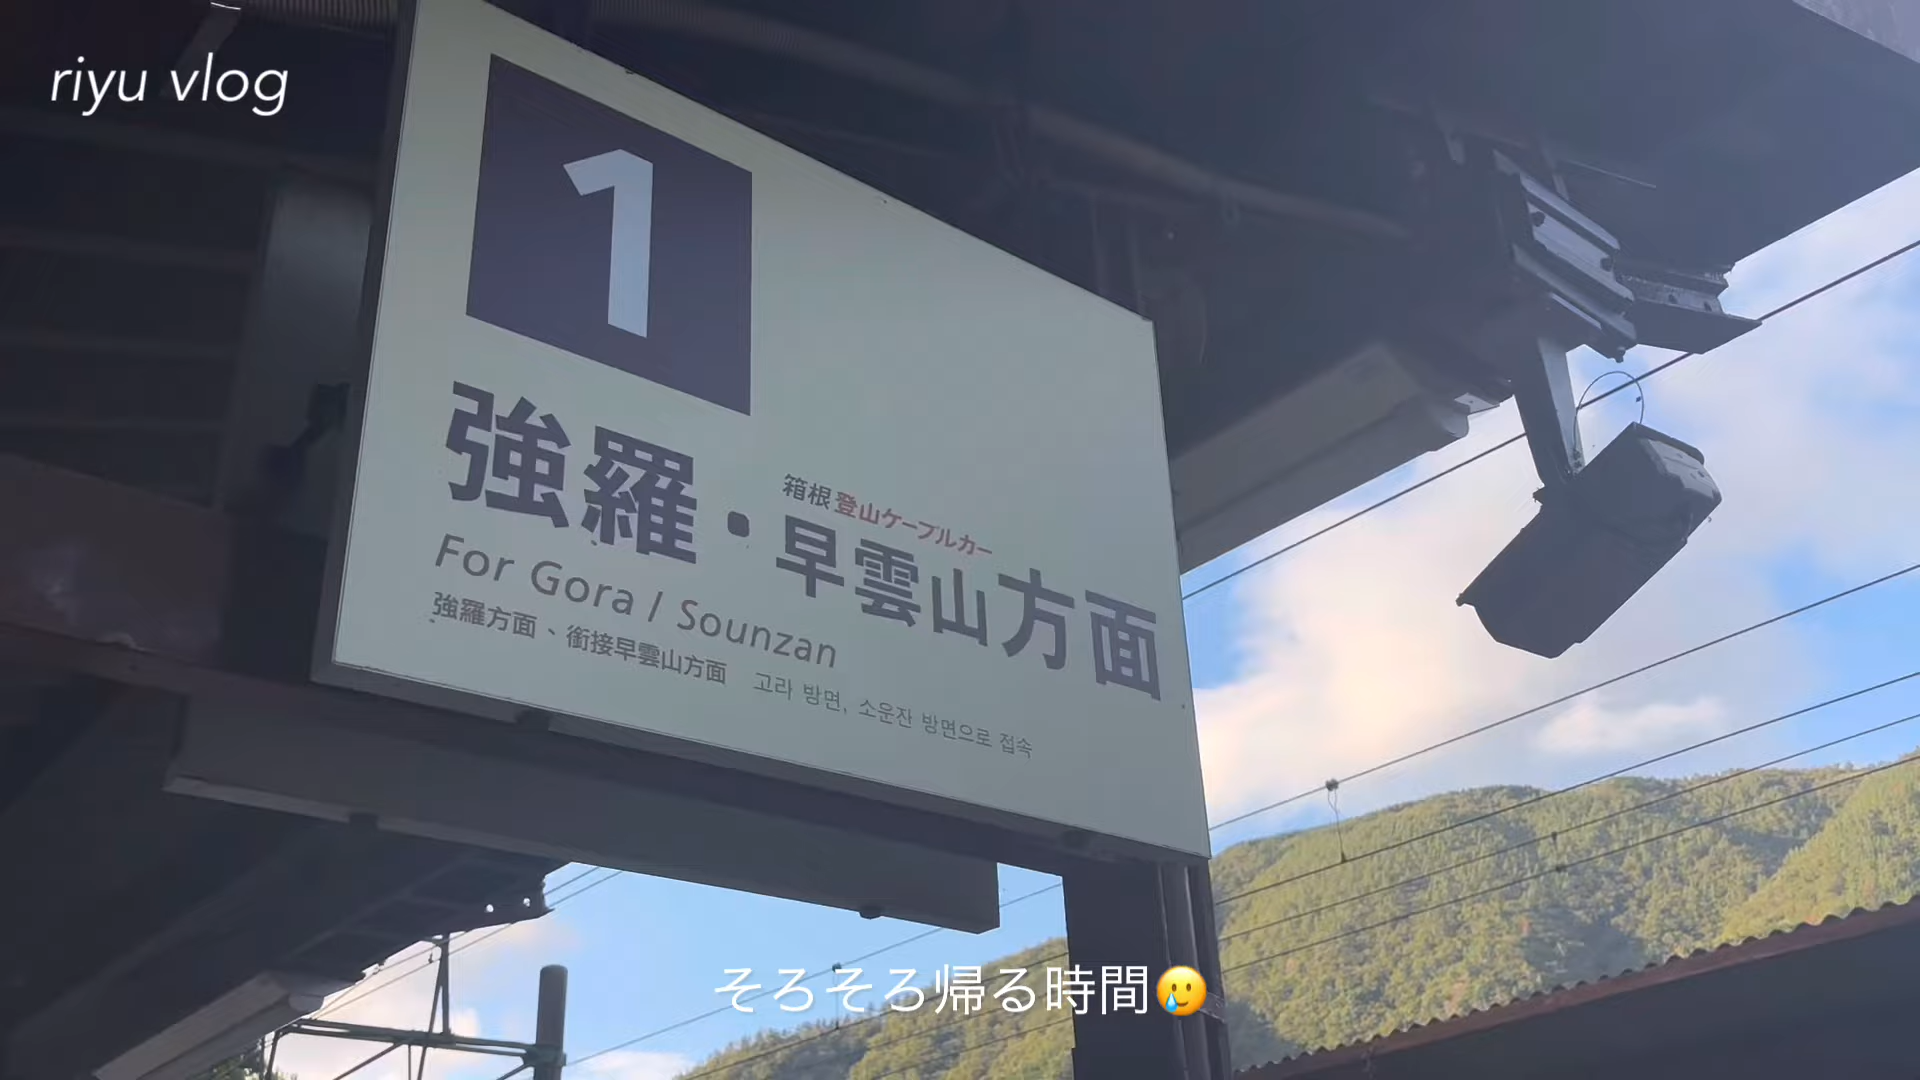 riyu vlog
1
箱根登山ケーブルカー
強羅・早雲山方面
For Gora / Sounzan
強羅方面、銜接早雲山方面 고라 방면, 소운잔 방면으로 접속
そろそろ帰る時間🥲